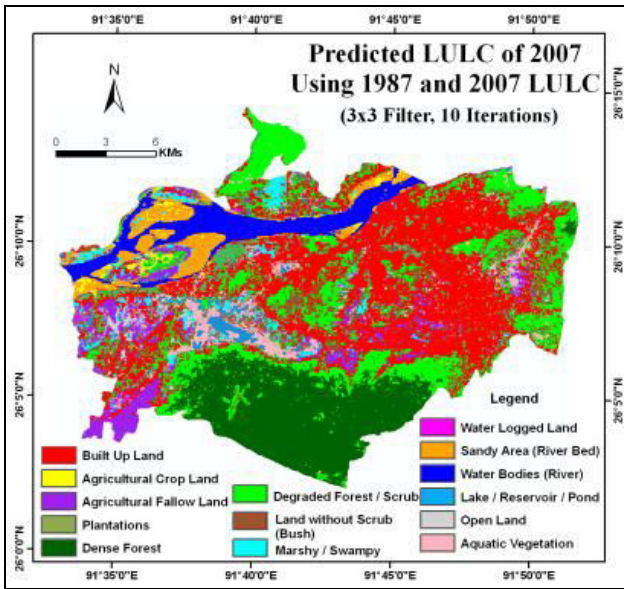 91°35'0"E 91°40'0"E 91°45'0"E 91°50'0"E
Predicted LULC of 2007
Using 1987 and 2007 LULC
(3x3 Filter, 10 Iterations)
N
0 3 6
KMs
26°15'0"N
26°10'0"N 26°10'0"N
26°5'0"N 26°5'0"N
26°0'0"N 26°0'0"N
Legend
Built Up Land
Agricultural Crop Land
Agricultural Fallow Land
Plantations
Dense Forest
Degraded Forest / Scrub
Land without Scrub
(Bush)
Marshy / Swampy
Water Logged Land
Sandy Area (River Bed)
Water Bodies (River)
Lake / Reservoir / Pond
Open Land
Aquatic Vegetation
91°35'0"E 91°40'0"E 91°45'0"E 91°50'0"E